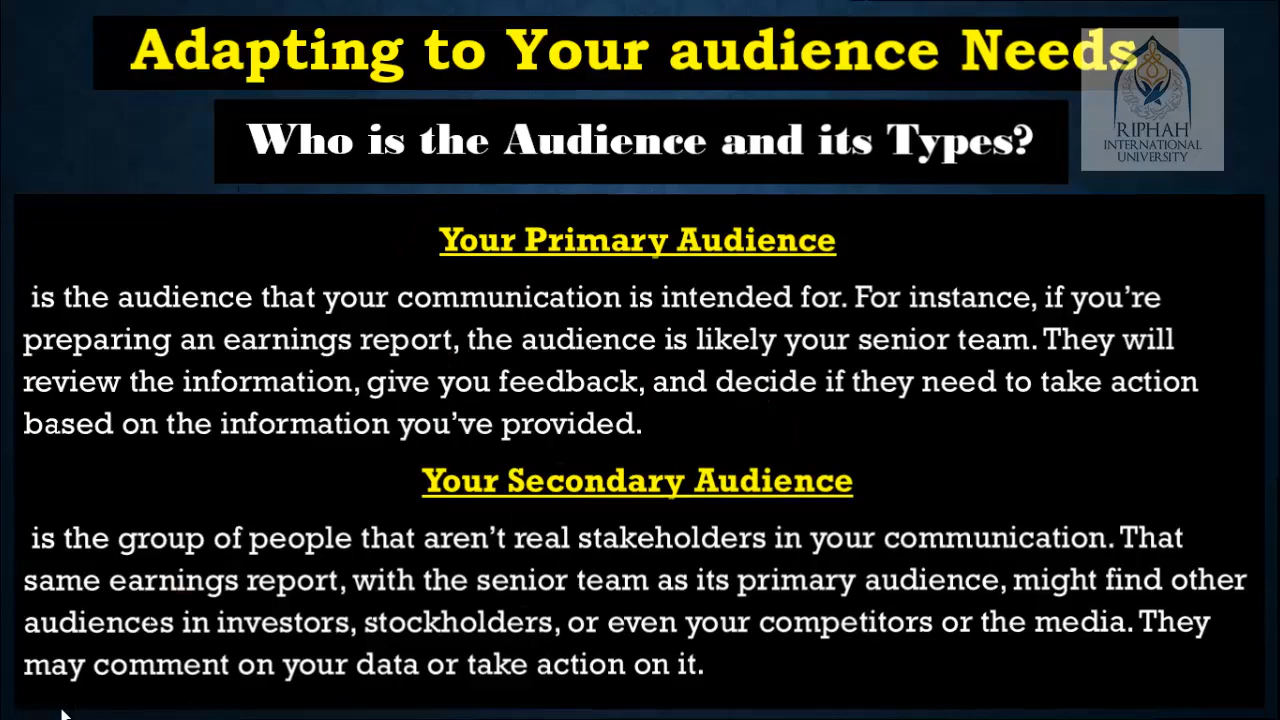 Adapting to Your audience Needs
Who is the Audience and its Types?
RIPHAH
INTERNATIONAL
UNIVERSITY
Your Primary Audience
is the audience that your communication is intended for. For instance, if you’re
preparing an earnings report, the audience is likely your senior team. They will
review the information, give you feedback, and decide if they need to take action
based on the information you’ve provided.
Your Secondary Audience
is the group of people that aren’t real stakeholders in your communication. That
same earnings report, with the senior team as its primary audience, might find other
audiences in investors, stockholders, or even your competitors or the media. They
may comment on your data or take action on it.